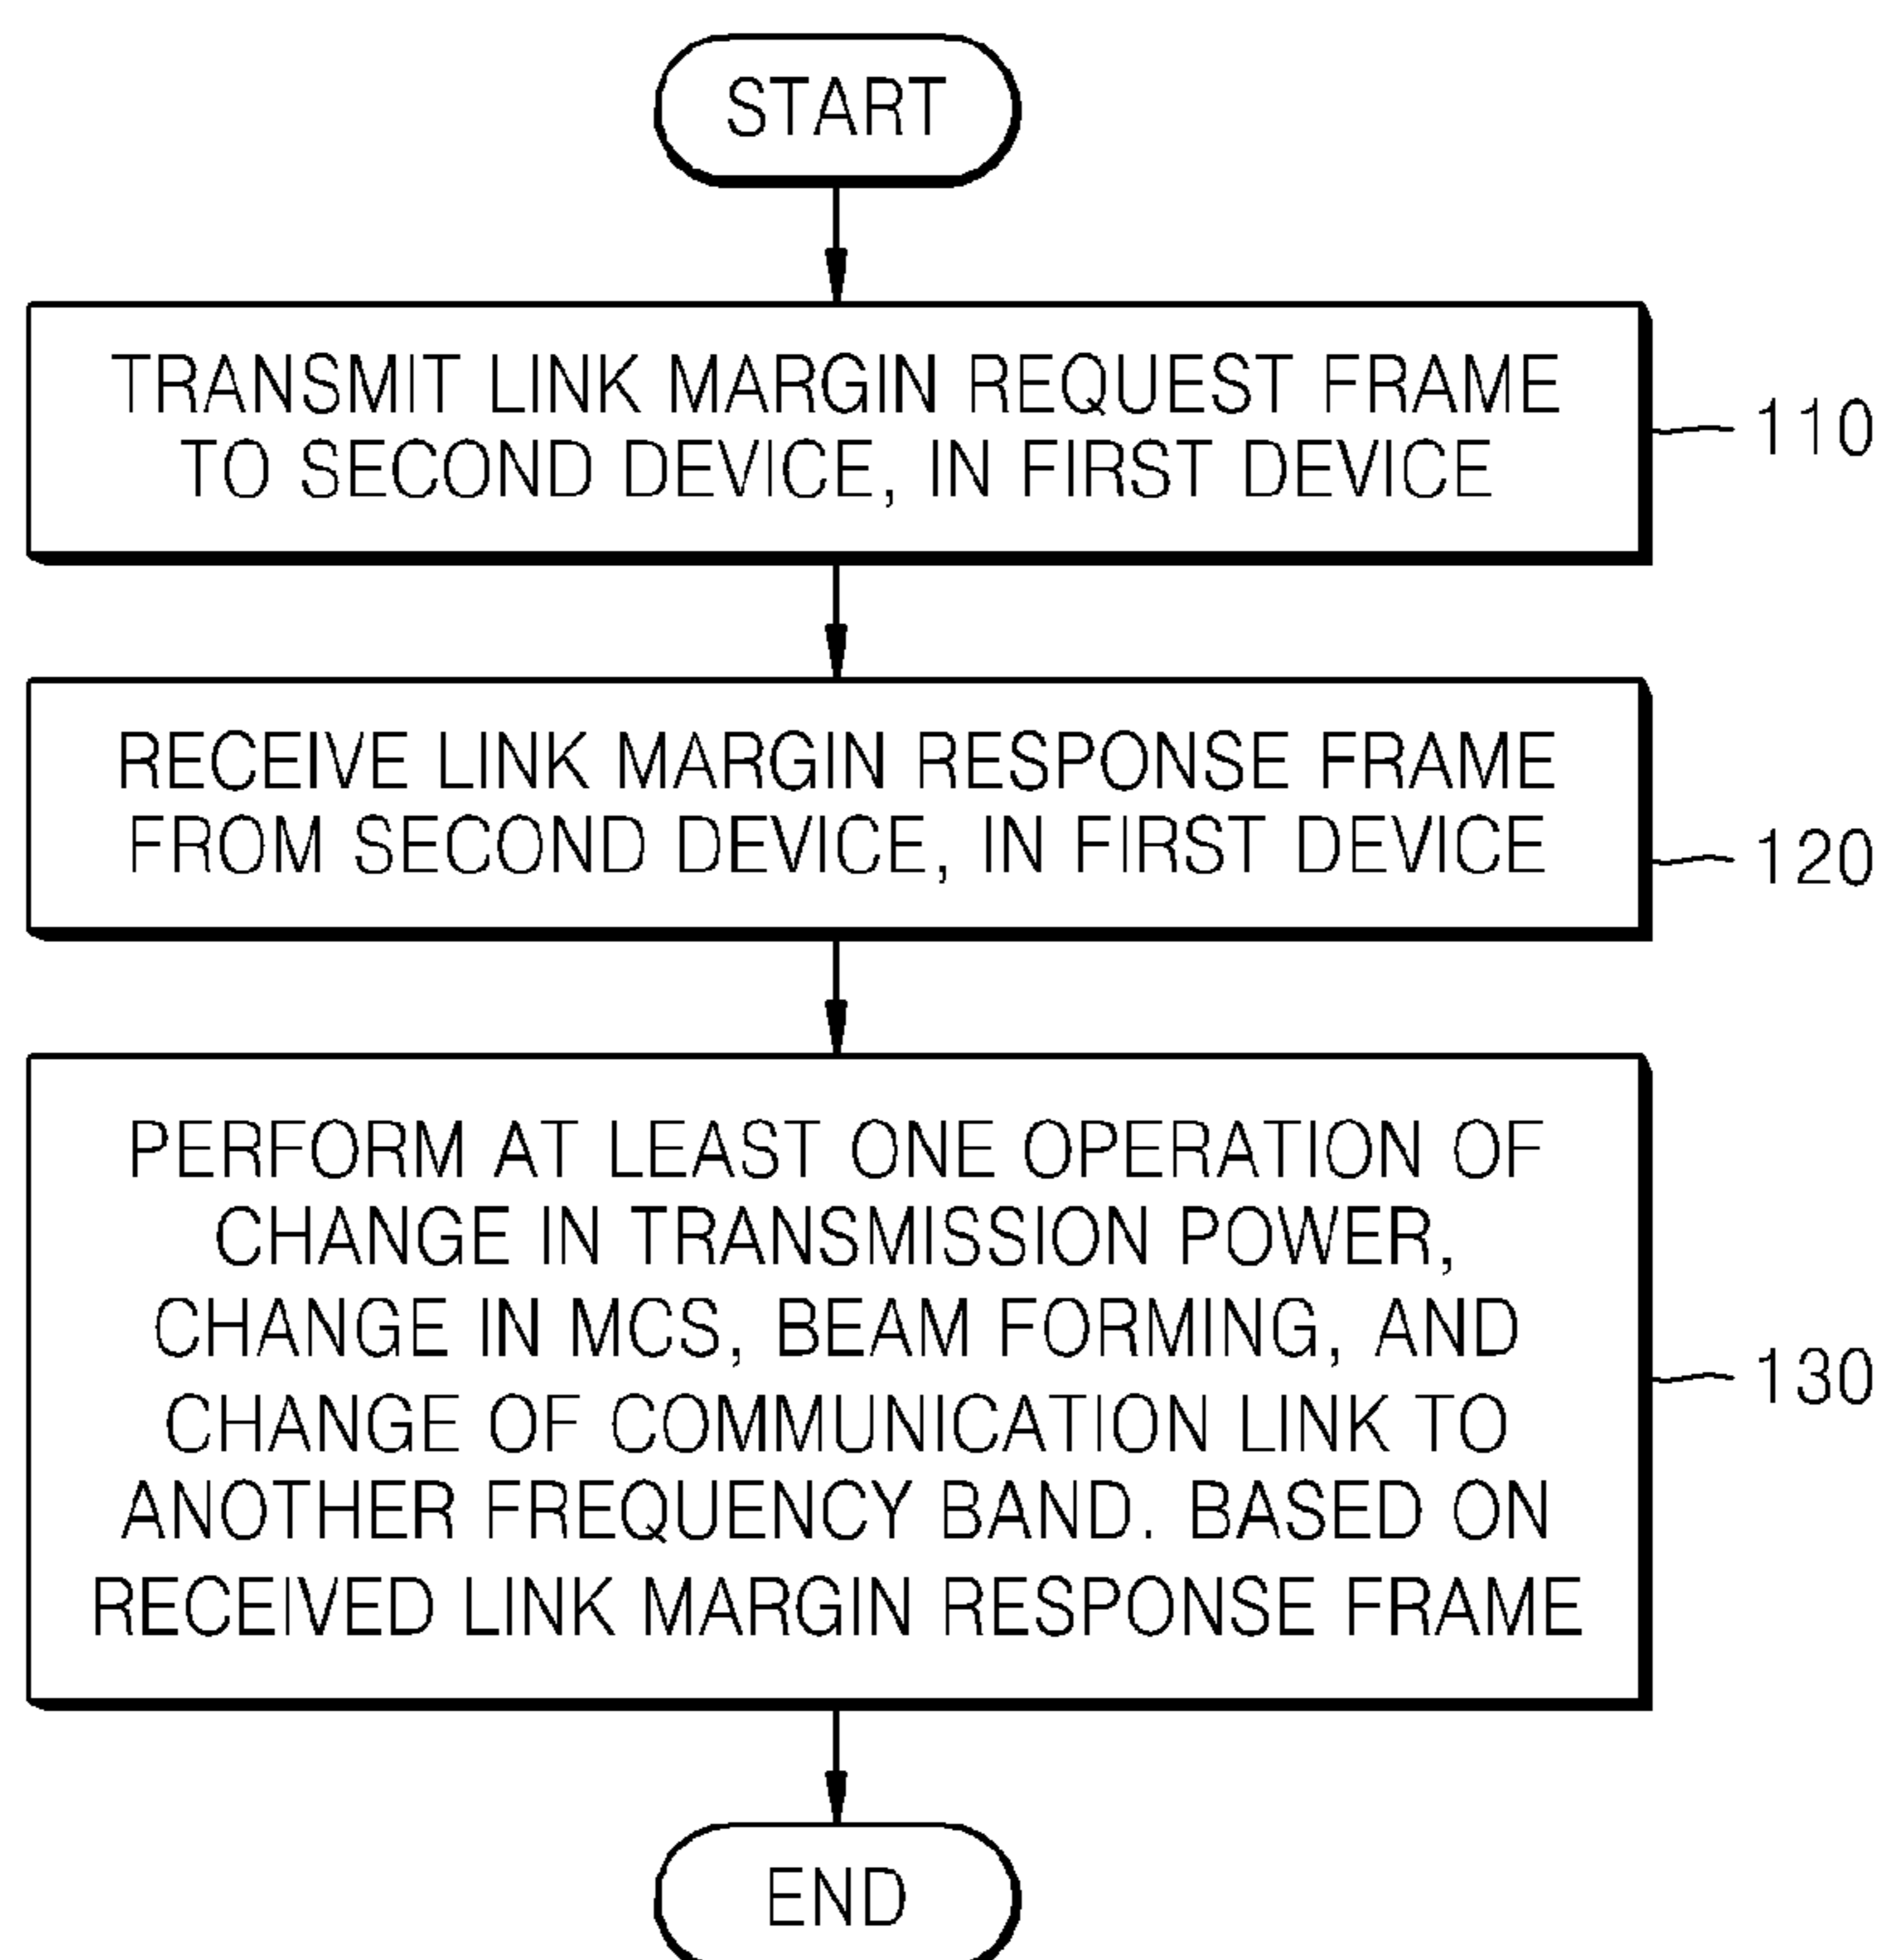 START
TRANSMIT LINK MARGIN REQUEST FRAME
TO SECOND DEVICE, IN FIRST DEVICE
110
RECEIVE LINK MARGIN RESPONSE FRAME
FROM SECOND DEVICE, IN FIRST DEVICE
120
PERFORM AT LEAST ONE OPERATION OF
CHANGE IN TRANSMISSION POWER,
CHANGE IN MCS, BEAM FORMING, AND
CHANGE OF COMMUNICATION LINK TO
ANOTHER FREQUENCY BAND. BASED ON
RECEIVED LINK MARGIN RESPONSE FRAME
130
END